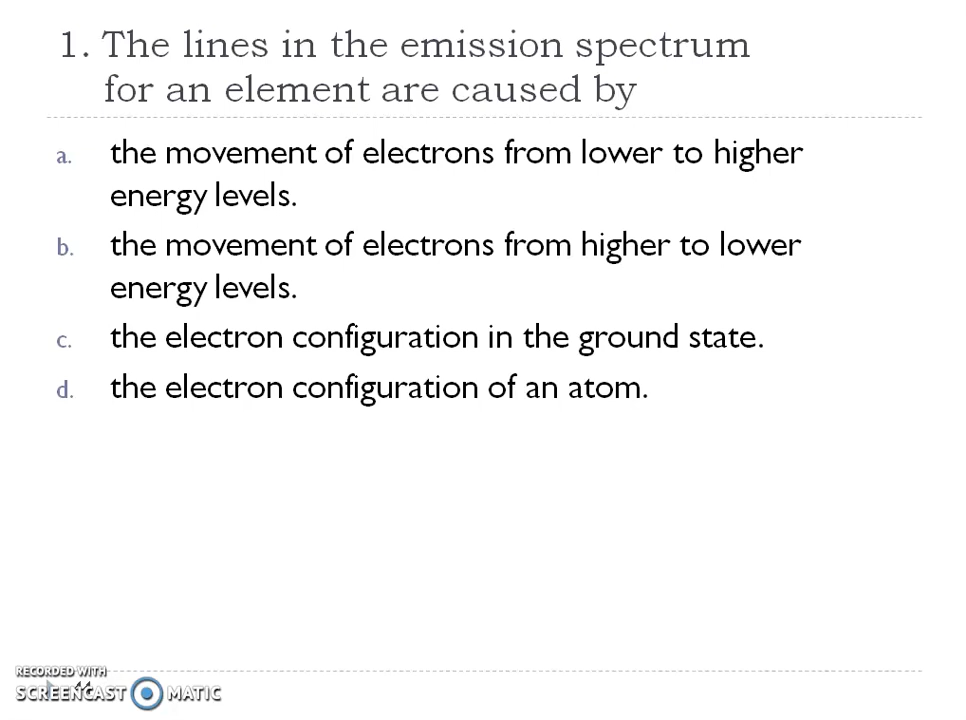 1. The lines in the emission spectrum
for an element are caused by
a. the movement of electrons from lower to higher
energy levels.
b. the movement of electrons from higher to lower
energy levels.
c. the electron configuration in the ground state.
d. the electron configuration of an atom.
RECORDED WITH
SCREENCAST MATIC